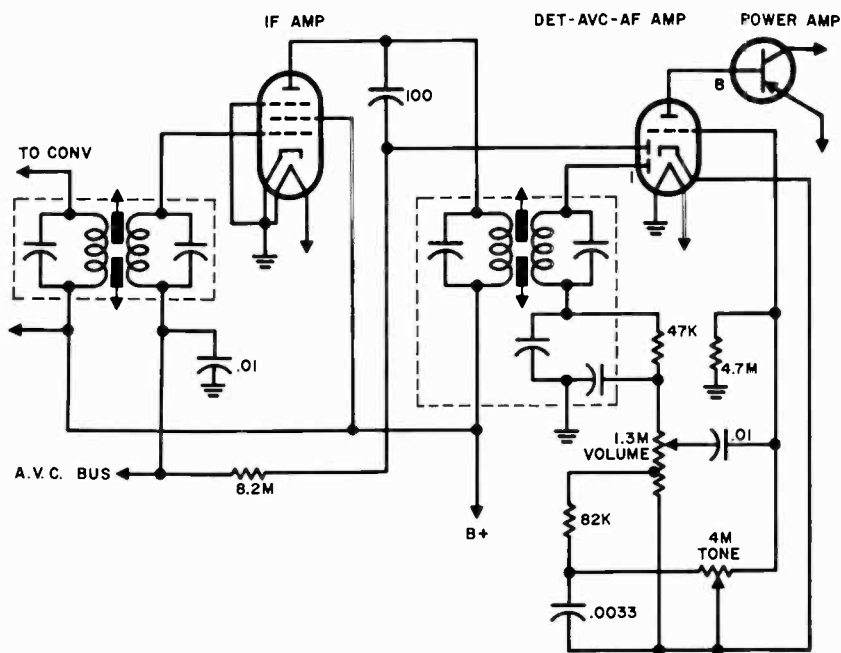 IF AMP
DET-AVC-AF AMP
POWER AMP
B
100
TO CONV
.01
47K
4.7M
1.3M
VOLUME
.01
A.V.C. BUS
8.2M
B+
82K
4M
TONE
.0033